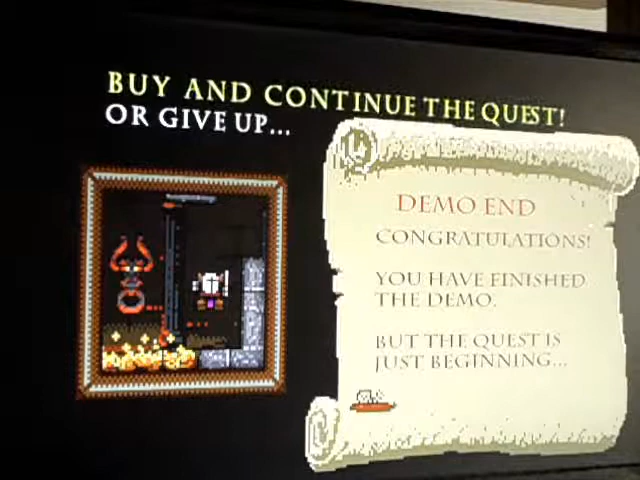 BUY AND CONTINUE THE QUEST!
OR GIVE UP...
DEMO END
CONGRATULATIONS!
YOU HAVE FINISHED
THE DEMO.
BUT THE QUEST IS
JUST BEGINNING...